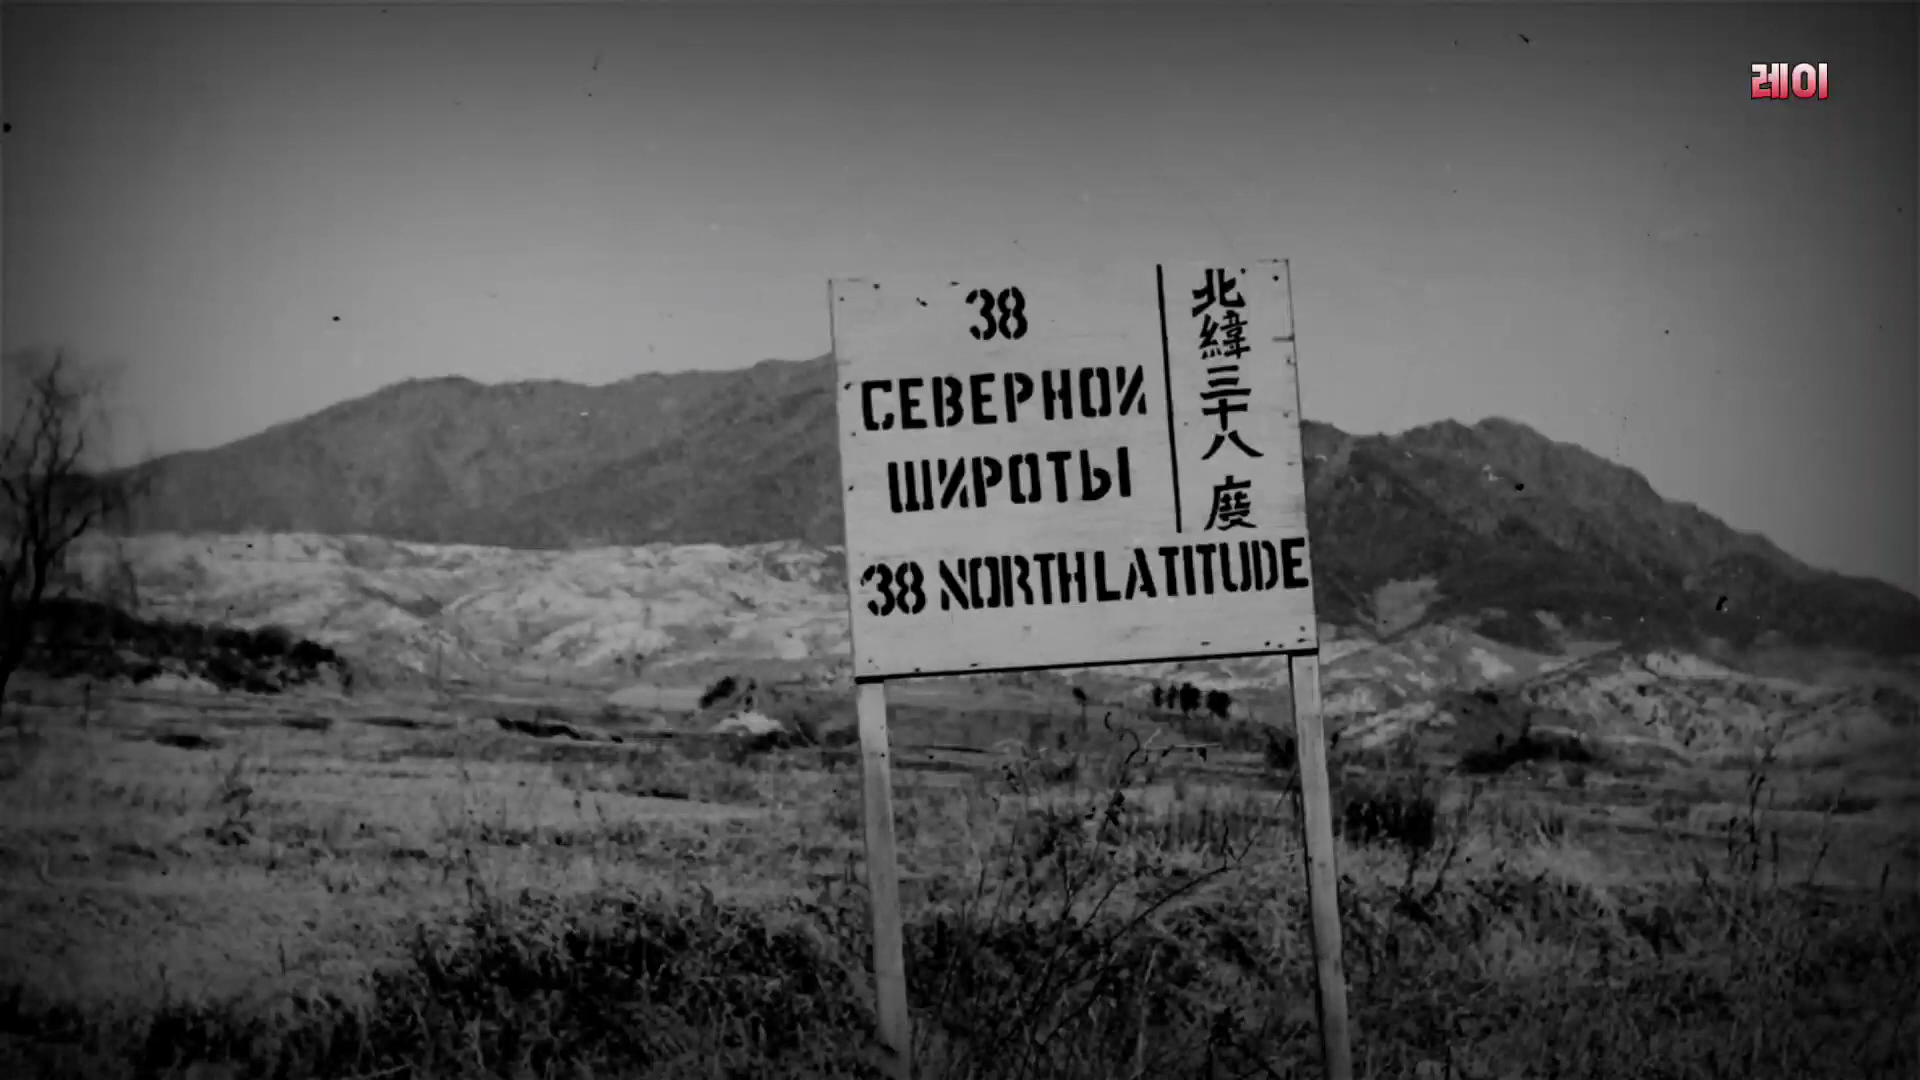 레이
38
СЕВЕРНОЙ
ШИРОТЫ
北緯三十八度
38 NORTH LATITUDE